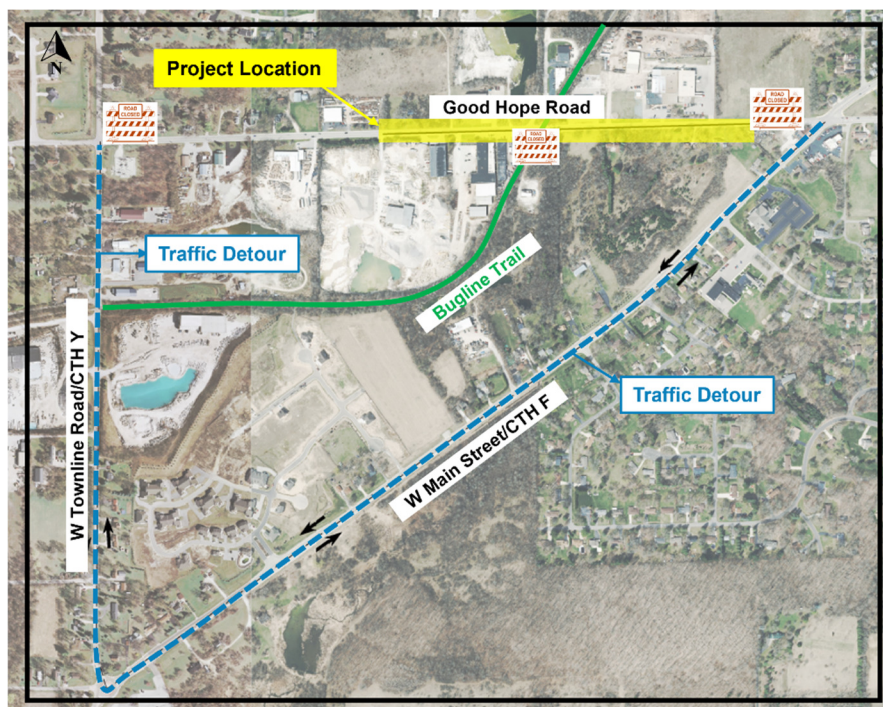 N
Project Location
Good Hope Road
ROAD
CLOSED
ROAD
CLOSED
ROAD
CLOSED
Traffic Detour
Bugline Trail
Traffic Detour
W Townline Road/CTH Y
W Main Street/CTH F